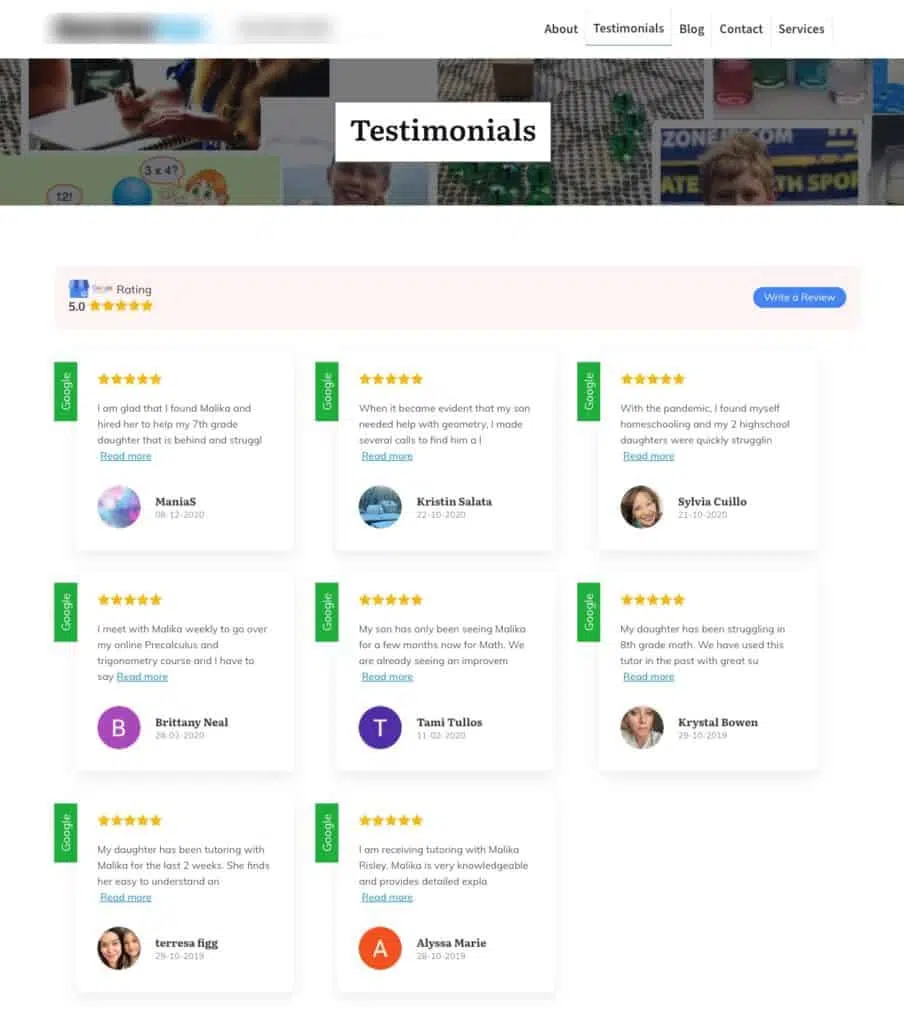 About Testimonials Blog Contact Services
Testimonials
3 x 4?
12!
ZONE
COM
ATE
TH SPOR
Google Rating
5.0
Write a Review
Google
I am glad that I found Malika and
hired her to help my 7th grade
daughter that is behind and struggl
Read more
ManiaS
08-12-2020
Google
When it became evident that my son
needed help with geometry, I made
several calls to find him a l
Read more
Kristin Salata
22-10-2020
Google
With the pandemic, I found myself
homeschooling and my 2 highschool
daughters were quickly strugglin
Read more
Sylvia Cuillo
21-10-2020
Google
I meet with Malika weekly to go over
my online Precalculus and
trigonometry course and I have to
say Read more
B
Brittany Neal
Google
My son has only been seeing Malika
for a few months now for Math. We
are already seeing an improvem
Read more
T
Tami Tullos
11-02-2020
Google
My daughter has been struggling in
8th grade math. We have used this
tutor in the past with great su
Read more
Krystal Bowen
29-10-2019
Google
My daughter has been tutoring with
Malika for the last 2 weeks. She finds
her easy to understand an
Read more
terresa figg
29-10-2019
Google
I am receiving tutoring with Malika
Risley. Malika is very knowledgeable
and provides detailed expla
Read more
A
Alyssa Marie
28-10-2019